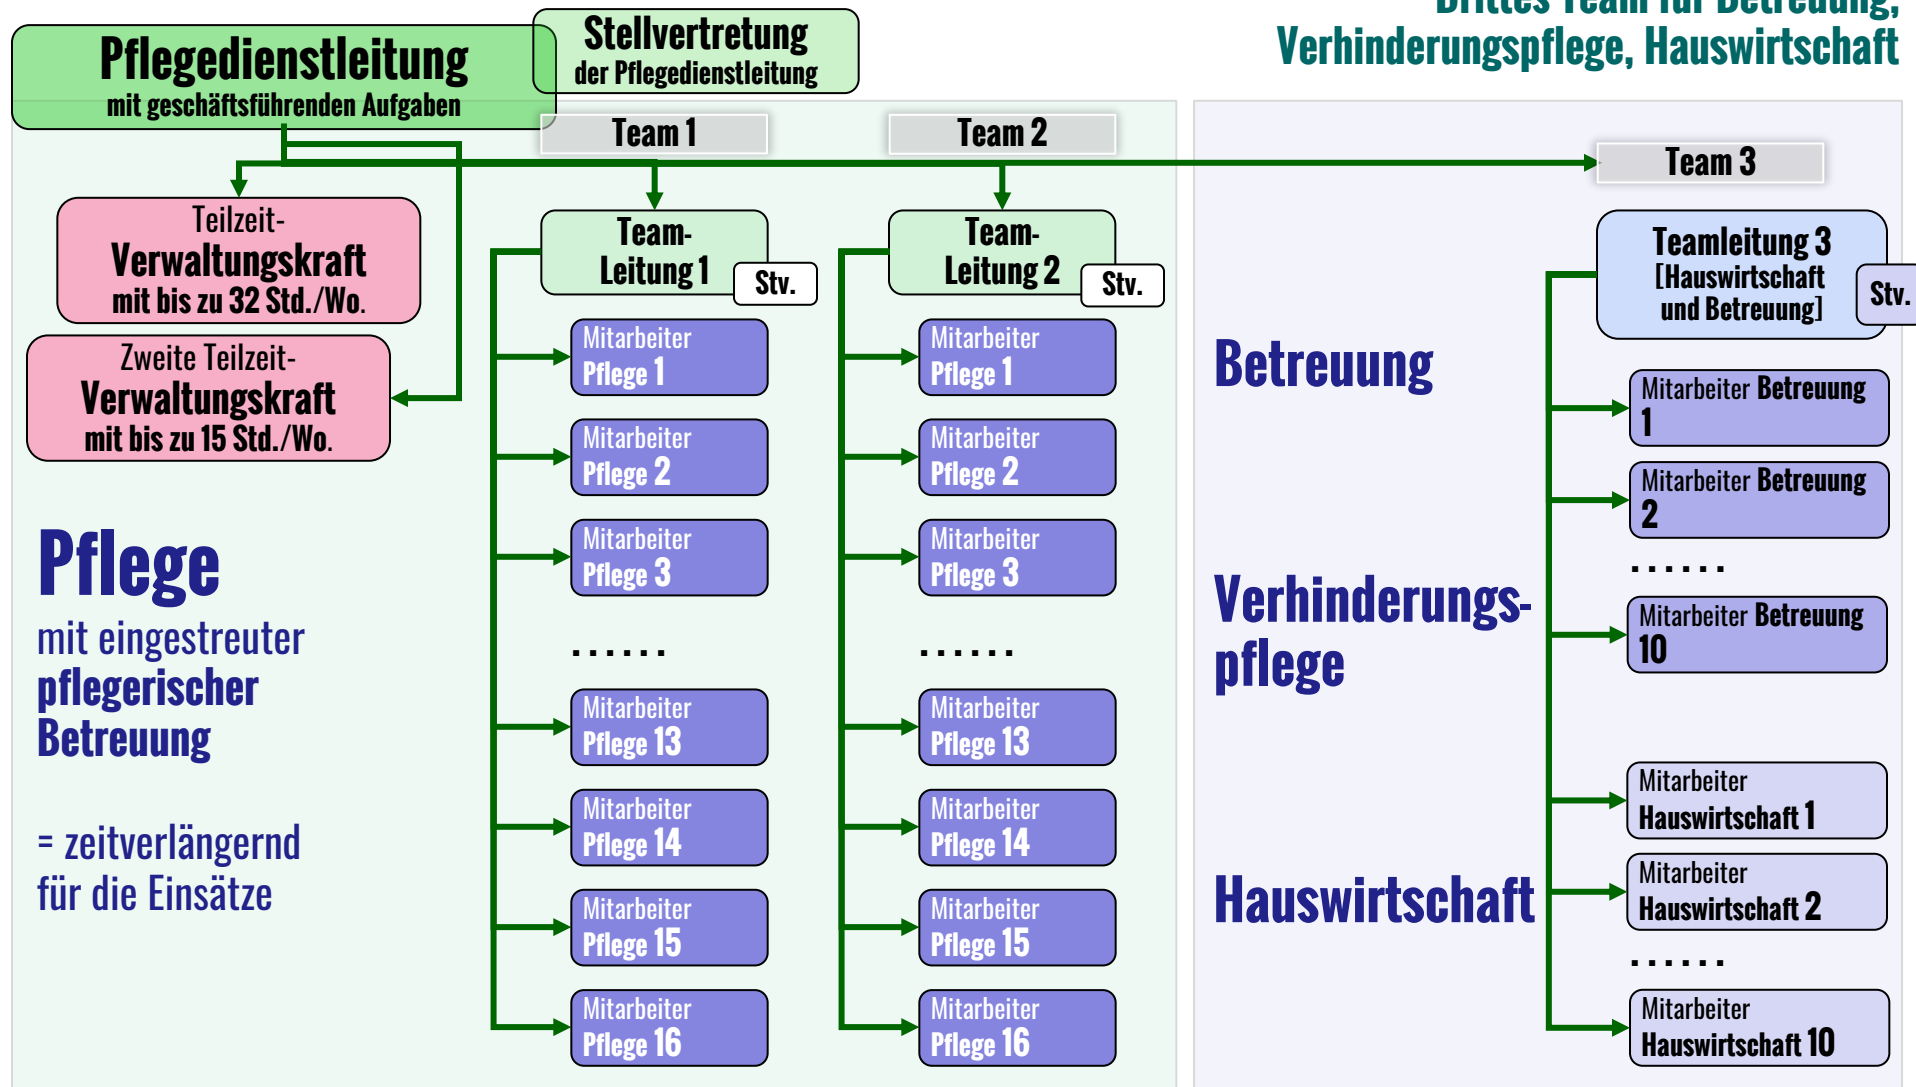 Drittes Team für Betreuung,
Verhinderungspflege, Hauswirtschaft
Pflegedienstleitung
mit geschäftsführenden Aufgaben
Stellvertretung
der Pflegedienstleitung
Teilzeit-
Verwaltungskraft
mit bis zu 32 Std./Wo.
Zweite Teilzeit-
Verwaltungskraft
mit bis zu 15 Std./Wo.
Pflege
mit eingestreuter
pflegerischer
Betreuung
= zeitverlängernd
für die Einsätze
Team 1
Team-
Leitung 1
Stv.
Mitarbeiter
Pflege 1
Mitarbeiter
Pflege 2
Mitarbeiter
Pflege 3
......
Mitarbeiter
Pflege 13
Mitarbeiter
Pflege 14
Mitarbeiter
Pflege 15
Mitarbeiter
Pflege 16
Team 2
Team-
Leitung 2
Stv.
Mitarbeiter
Pflege 1
Mitarbeiter
Pflege 2
Mitarbeiter
Pflege 3
......
Mitarbeiter
Pflege 13
Mitarbeiter
Pflege 14
Mitarbeiter
Pflege 15
Mitarbeiter
Pflege 16
Betreuung
Verhinderungs-
pflege
Hauswirtschaft
Team 3
Teamleitung 3
[Hauswirtschaft
und Betreuung]
Stv.
Mitarbeiter Betreuung
1
Mitarbeiter Betreuung
2
......
Mitarbeiter Betreuung
10
Mitarbeiter
Hauswirtschaft 1
Mitarbeiter
Hauswirtschaft 2
......
Mitarbeiter
Hauswirtschaft 10